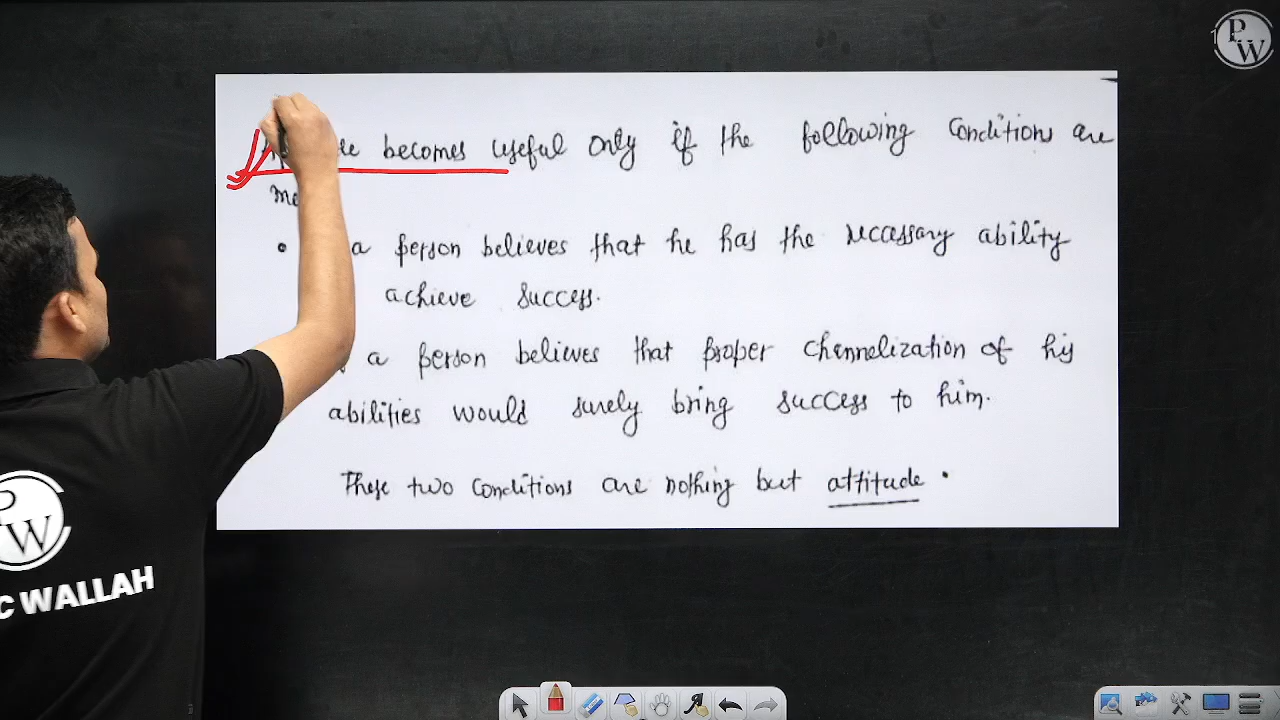 PW
becomes useful only if the following conditions are
a person believes that he has the necessary ability
achieve success.
a person believes that proper chennelization of his
abilities would surely bring success to him.
These two conditions are nothing but attitude.
PW
C WALLAH